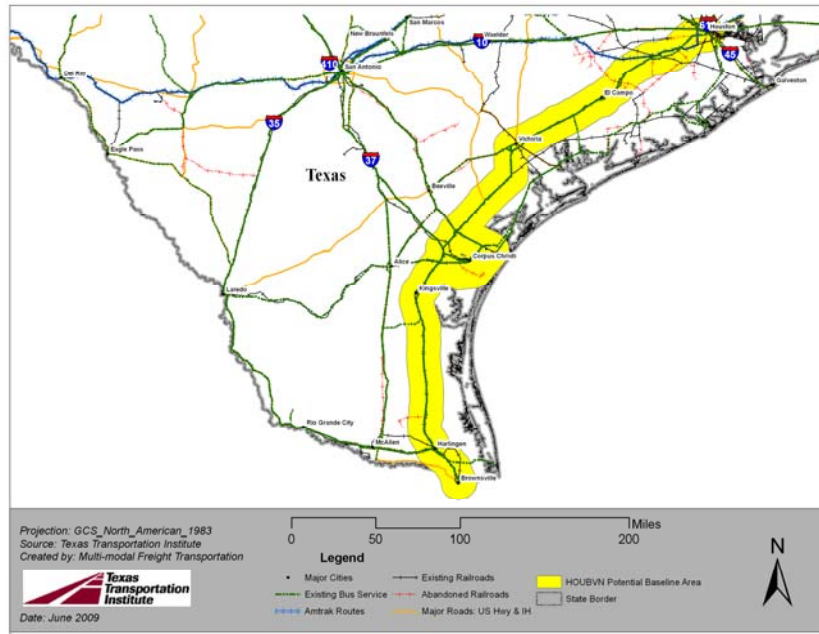 San Marcos
New Braunfels
Waelder
10
Houston
61
45
410
San Antonio
Del Rio
Galveston
El Campo
35
Victoria
Eagle Pass
37
Texas
Beeville
Corpus Christi
Alice
Laredo
Kingsville
Rio Grande City
McAllen
Harlingen
Brownsville
Projection: GCS_North_American_1983
Source: Texas Transportation Institute
Created by: Multi-modal Freight Transportation
Texas
Transportation
Institute
Date: June 2009
Miles
0 50 100 200
Legend
Major Cities
Existing Bus Service
Amtrak Routes
Existing Railroads
Abandoned Railroads
Major Roads: US Hwy & IH
HOUBVN Potential Baseline Area
State Border
N